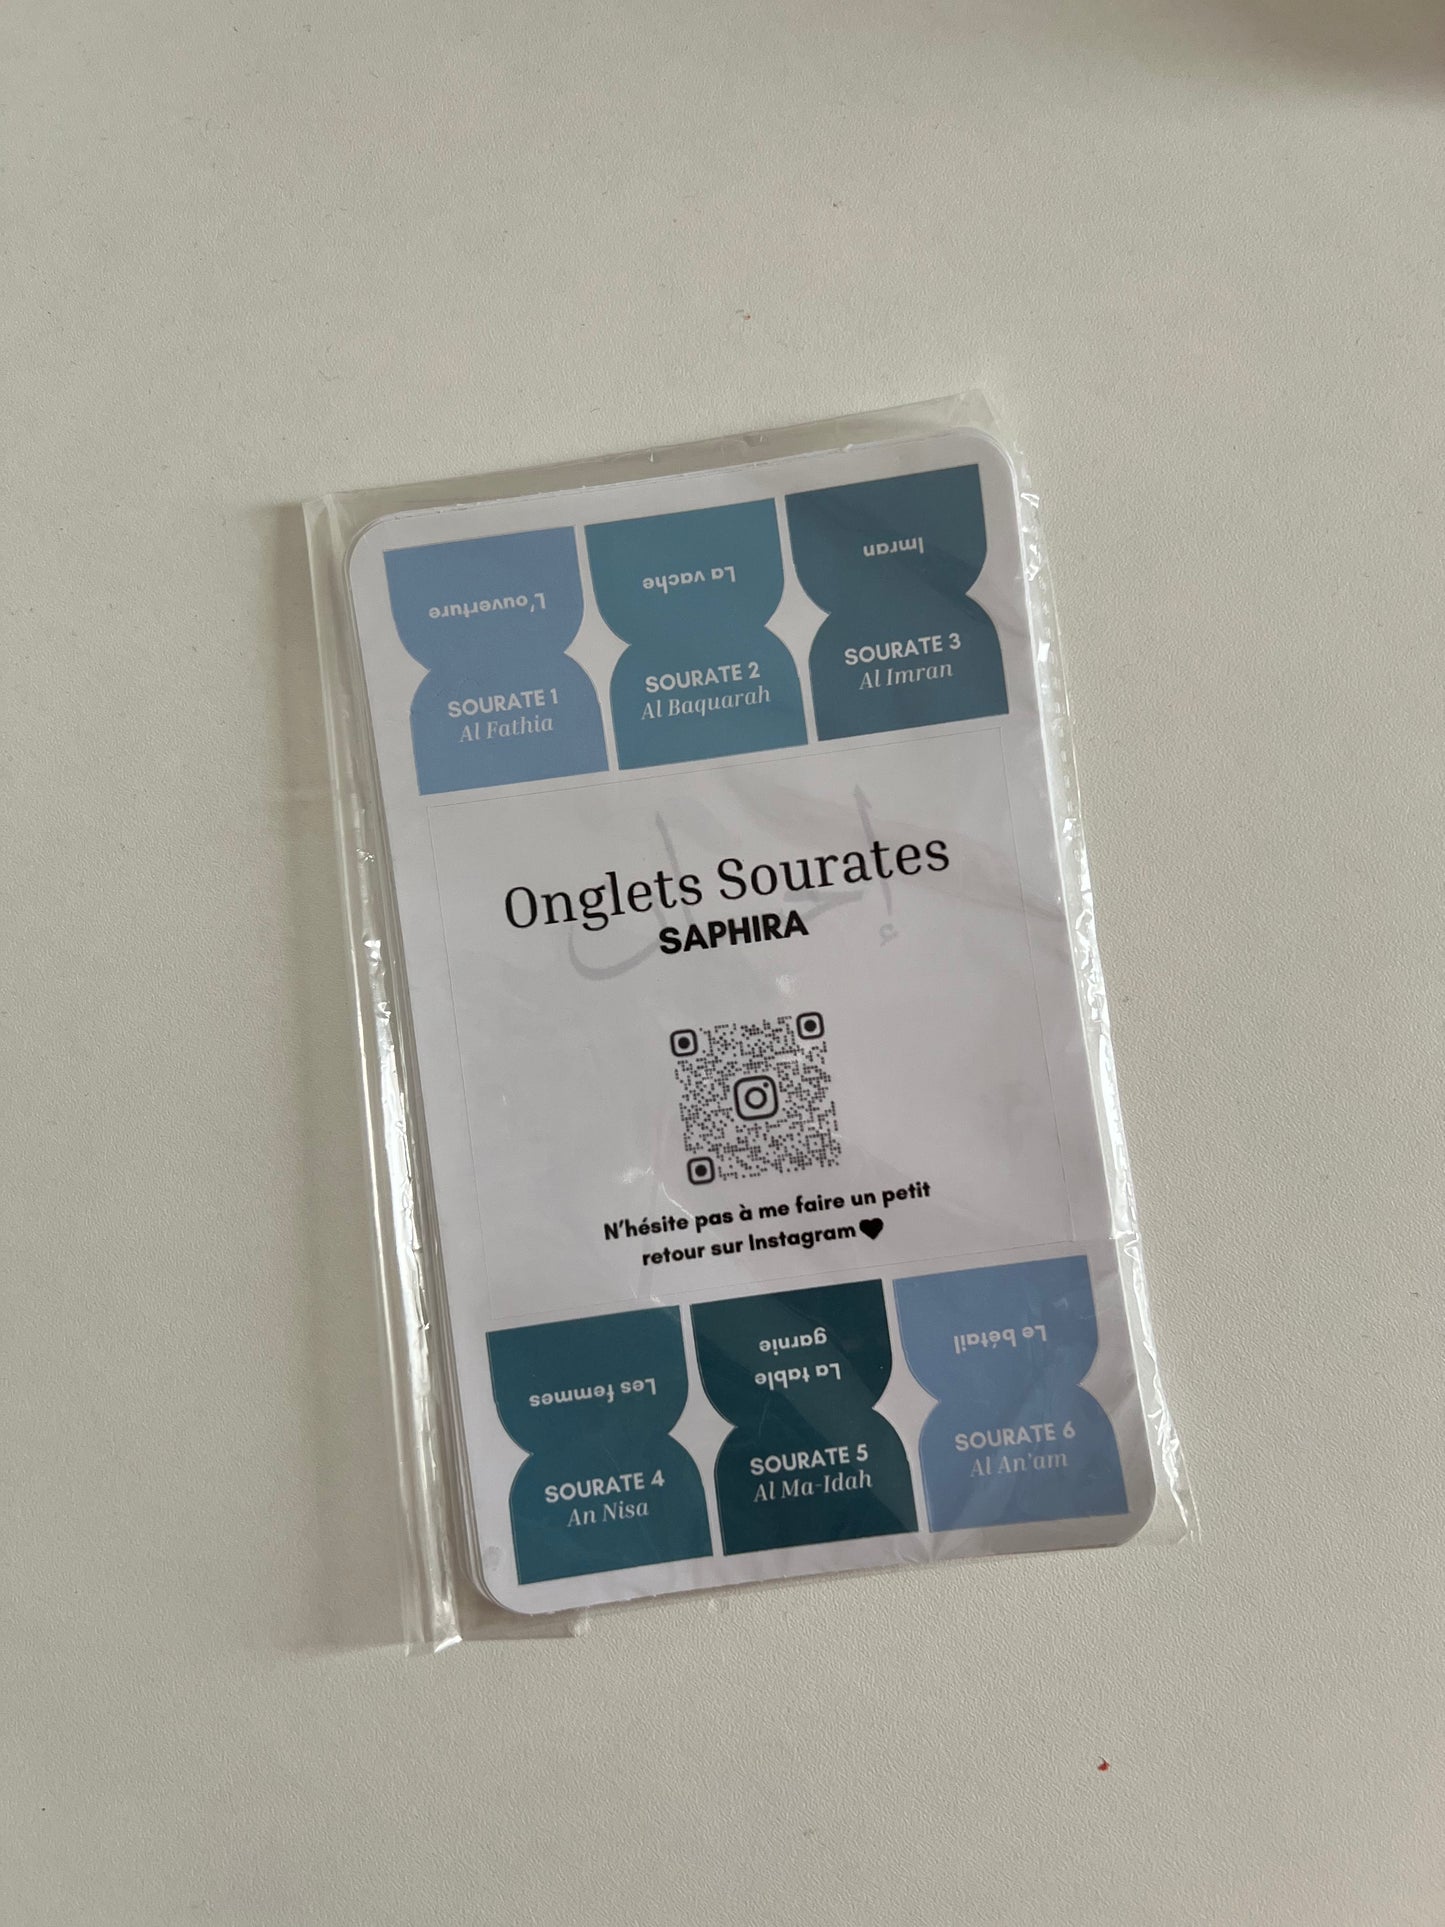 L'ouverture
SOURATE 1
Al Fathia
La vache
SOURATE 2
Al Baquarah
Imran
SOURATE 3
Al Imran
Onglets Sourates
SAPHIRA
N'hésite pas à me faire un petit
retour sur Instagram🖤
Les femmes
SOURATE 4
An Nisa
La table
garnie
SOURATE 5
Al Ma-Idah
Le bétail
SOURATE 6
Al An'am